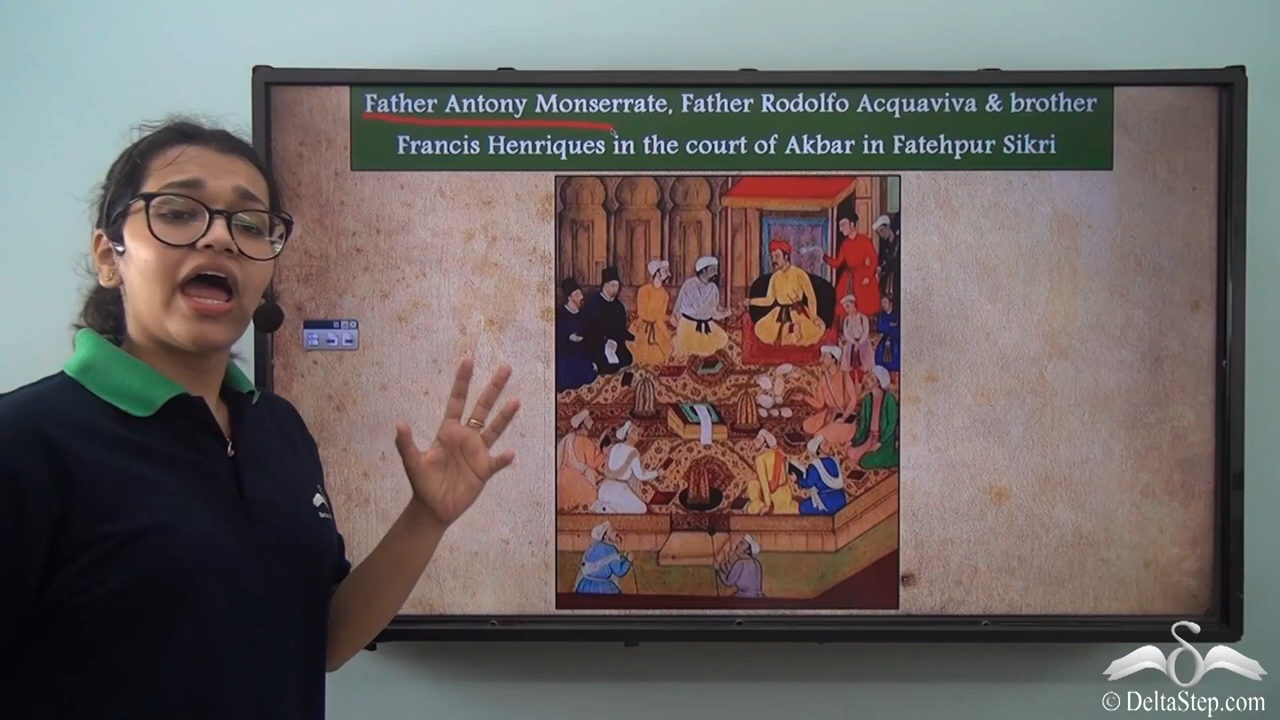 Father Antony Monserrate, Father Rodolfo Acquaviva & brother
Francis Henriques in the court of Akbar in Fatehpur Sikri
© DeltaStep.com